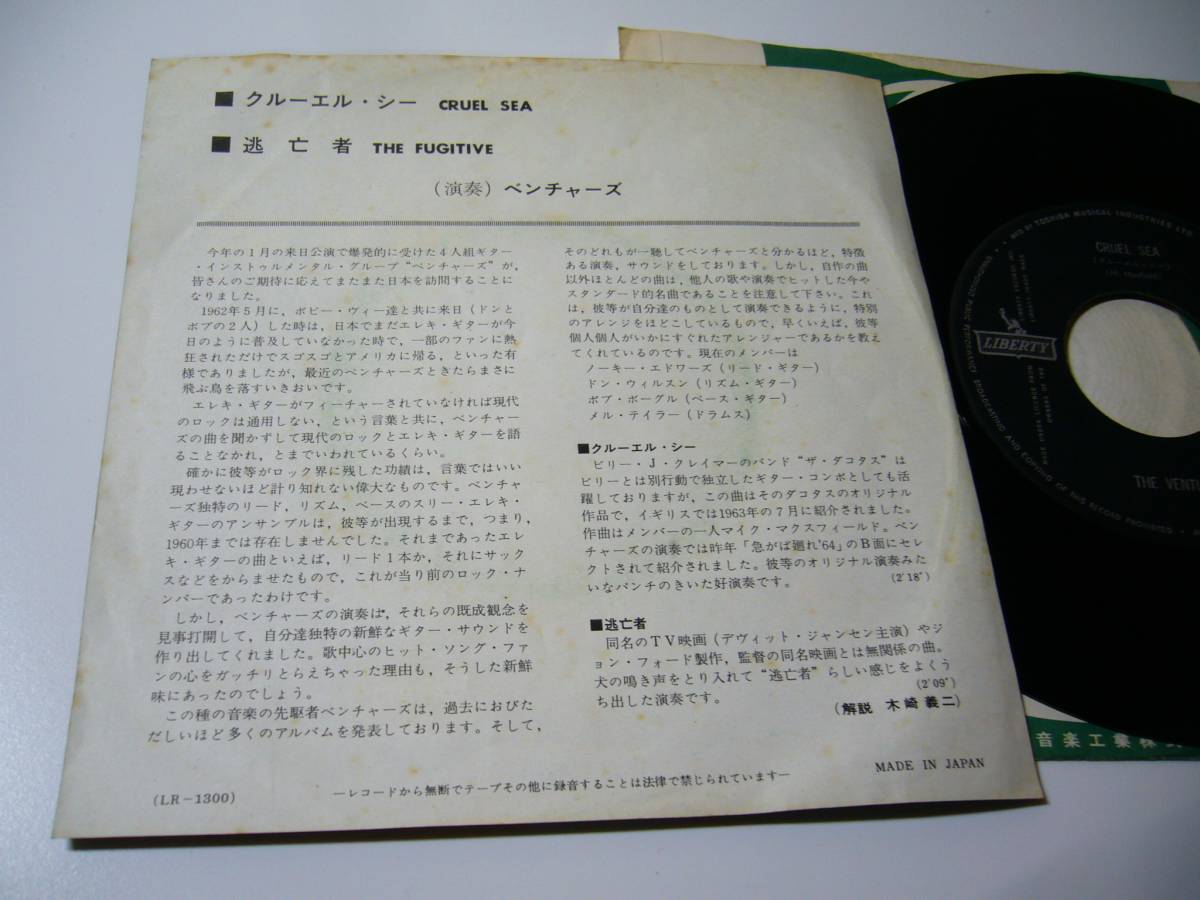 ■ クルーエル・シー CRUEL SEA
■ 逃亡者 THE FUGITIVE
(演奏) ベンチャーズ
今年の1月の来日公演で爆発的に受けた4人組ギター
・インストゥルメンタル・グループ“ベンチャーズ”が,
皆さんのご期待に応えてまたまた日本を訪問することに
なりました。
1962年5月に, ボビー・ヴィー達と共に来日(ドンと
ボブの2人)した時は, 日本でまだエレキ・ギターが今
日のように普及していなかった時で, 一部のファンに熱
狂されただけでスゴスゴとアメリカに帰る, といった有
様でありましたが, 最近のベンチャーズときたらまさに
飛ぶ鳥を落すいきおいです。
エレキ・ギターがフィーチャーされていなければ現代
のロックは通用しない, という言葉と共に, ベンチャー
ズの曲を聞かずして現代のロックとエレキ・ギターを語
ることなかれ, とまでいわれているくらい。
確かに彼等がロック界に残した功績は, 言葉ではいい
現わせないほど計り知れない偉大なものです。ベンチャ
ーズ独特のリード, リズム, ベースのスリー・エレキ・
ギターのアンサンブルは, 彼等が出現するまで, つまり,
1960年までは存在しませんでした。それまであったエレ
キ・ギターの曲といえば, リード1本か, それにサック
スなどをからませたもので, これが当り前のロック・ナ
ンバーであったわけです。
しかし, ベンチャーズの演奏は, それらの既成観念を
見事打開して, 自分達独特の新鮮なギター・サウンドを
作り出してくれました。歌中心のヒット・ソング・ファ
ンの心をガッチリとらえちゃった理由も, そうした新鮮
味にあったのでしょう。
この種の音楽の先駆者ベンチャーズは, 過去におびた
だしいほど多くのアルバムを発表しております。そして,
そのどれもが一聴してベンチャーズと分かるほど, 特徴
ある演奏, サウンドをしております。しかし, 自作の曲
以外ほとんどの曲は, 他人の歌や演奏でヒットした今や
スタンダード的名曲であることを注意して下さい。これ
は, 彼等が自分達のものとして演奏できるように, 特別
のアレンジをほどこしているもので, 早くいえば, 彼等
個人個人がいかにすぐれたアレンジャーであるかを教え
てくれているのです。現在のメンバーは
ノーキー・エドワーズ(リード・ギター)
ドン・ウィルスン(リズム・ギター)
ボブ・ボーグル(ベース・ギター)
メル・テイラー(ドラムス)
■クルーエル・シー
ビリー・J・クレイマーのバンド“ザ・ダコタス”は
ビリーとは別行動で独立したギター・コンボとしても活
躍しておりますが, この曲はそのダコタスのオリジナル
作品で, イギリスでは1963年の7月に紹介されました。
作曲はメンバーの一人マイク・マクスフィールド。ベン
チャーズの演奏では昨年「急がば廻れ'64」のB面にセレ
クトされて紹介されました。彼等のオリジナル演奏みた
いなパンチのきいた好演奏です。 (2′18″)
■逃亡者
同名のTV映画(デヴィット・ジャンセン主演)やジ
ョン・フォード製作, 監督の同名映画とは無関係の曲。
犬の鳴き声をとり入れて“逃亡者”らしい感じをよくう
ち出した演奏です。 (2′09″)
(解説 木崎義二)
MADE IN JAPAN
(LR-1300)
―レコードから無断でテープその他に録音することは法律で禁じられています―
CRUEL SEA
LIBERTY
THE VENT
音楽工業株式